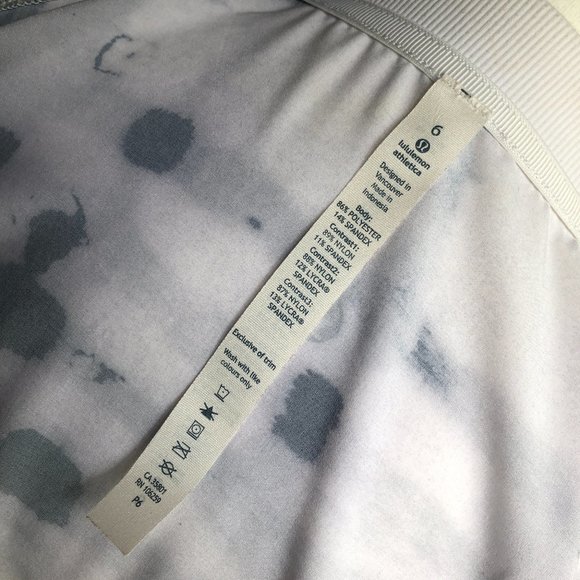 6
lululemon
athletica
Designed in
Vancouver
Made in
Indonesia
Body:
86% POLYESTER
14% SPANDEX
Contrast1:
89% NYLON
11% SPANDEX
Contrast2:
88% NYLON
12% LYCRA®
SPANDEX
Contrast3:
87% NYLON
13% LYCRA®
SPANDEX
Exclusive of trim
Wash with like
colours only
CA 35801
RN 106259
P6